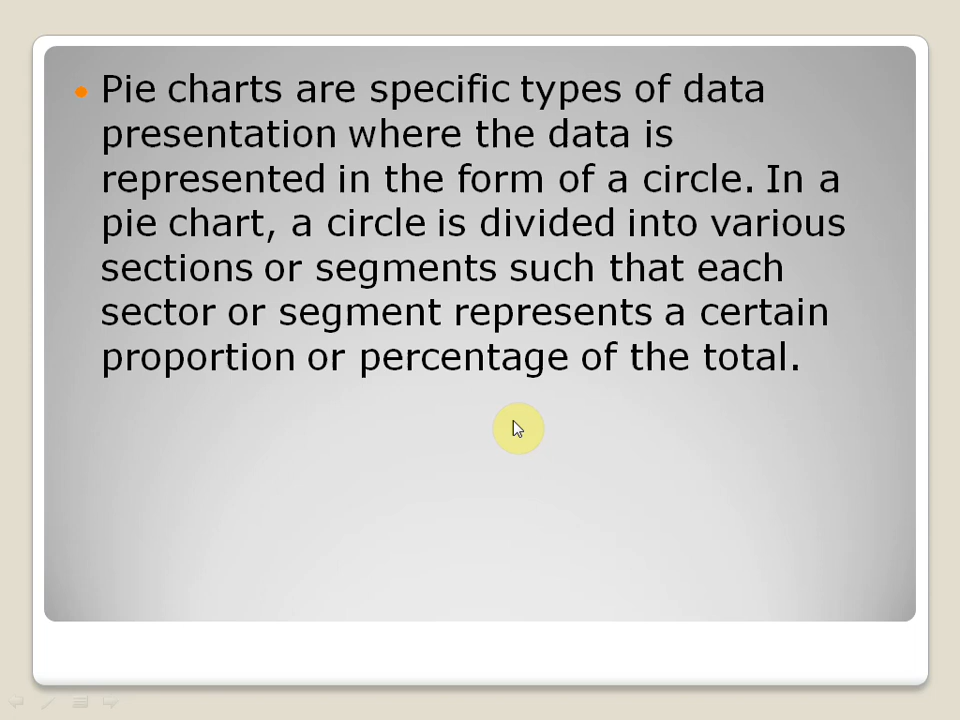 Pie charts are specific types of data
presentation where the data is
represented in the form of a circle. In a
pie chart, a circle is divided into various
sections or segments such that each
sector or segment represents a certain
proportion or percentage of the total.